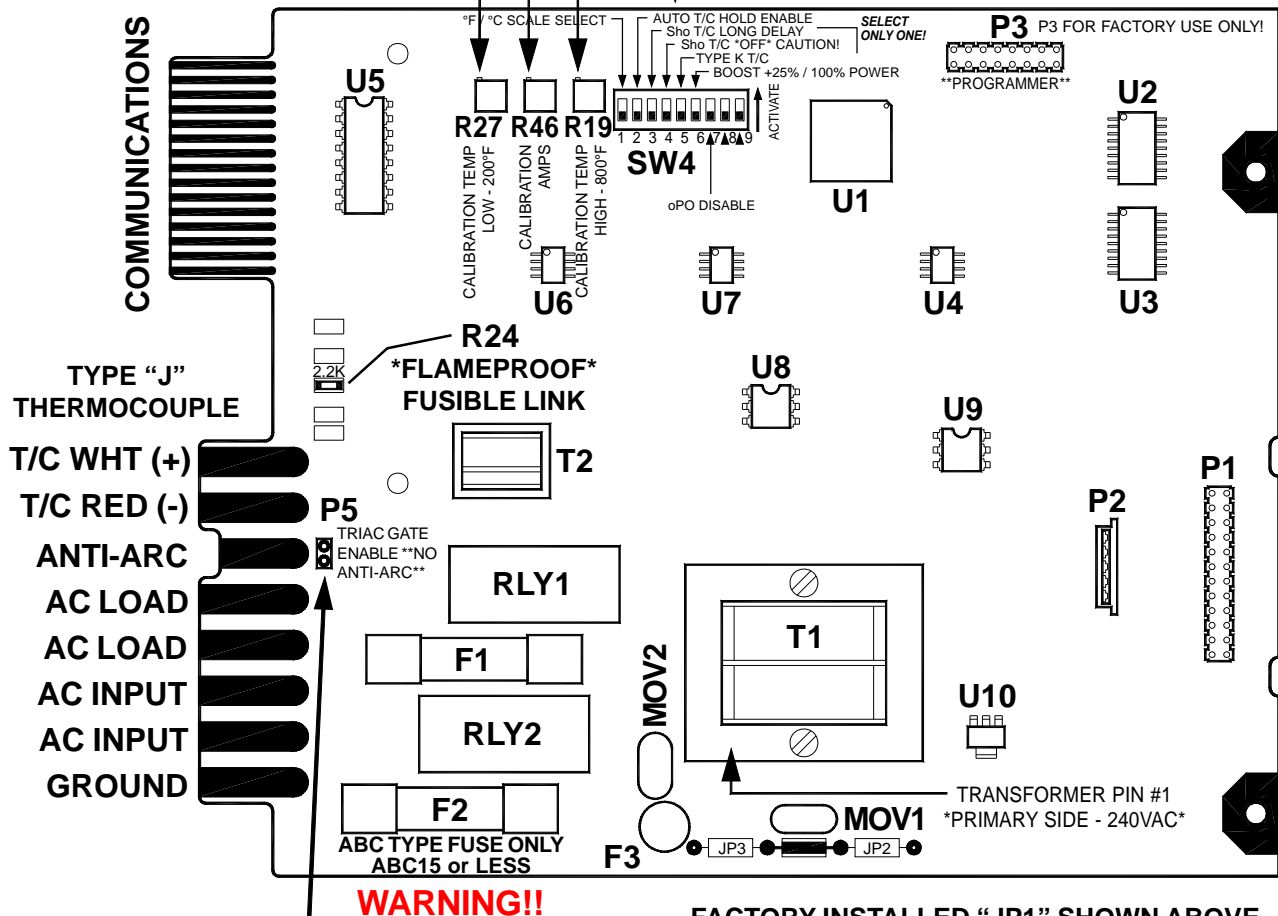 °F / °C SCALE SELECT
AUTO T/C HOLD ENABLE
Sho T/C LONG DELAY
Sho T/C *OFF* CAUTION!
TYPE K T/C
BOOST +25% / 100% POWER
SELECT
ONLY ONE!
P3 P3 FOR FACTORY USE ONLY!
**PROGRAMMER**
COMMUNICATIONS
U5
R27 R46 R19
1 2 3 4 5 6 7 8 9
ACTIVATE
SW4
CALIBRATION TEMP
LOW - 200°F
CALIBRATION
AMPS
CALIBRATION TEMP
HIGH - 800°F
oPO DISABLE
U1
U2
U3
U6
U7
U4
R24
*FLAMEPROOF*
FUSIBLE LINK
2.2K
TYPE “J”
THERMOCOUPLE
U8
U9
T/C WHT (+)
T/C RED (-)
ANTI-ARC
AC LOAD
AC LOAD
AC INPUT
AC INPUT
GROUND
T2
P5
TRIAC GATE
ENABLE **NO
ANTI-ARC**
P2
P1
RLY1
F1
RLY2
F2
T1
MOV2
U10
ABC TYPE FUSE ONLY
ABC15 or LESS
F3
MOV1
JP3
JP2
TRANSFORMER PIN #1
*PRIMARY SIDE - 240VAC*
WARNING!!
FACTORY INSTALLED “JP1” SHOWN ABOVE